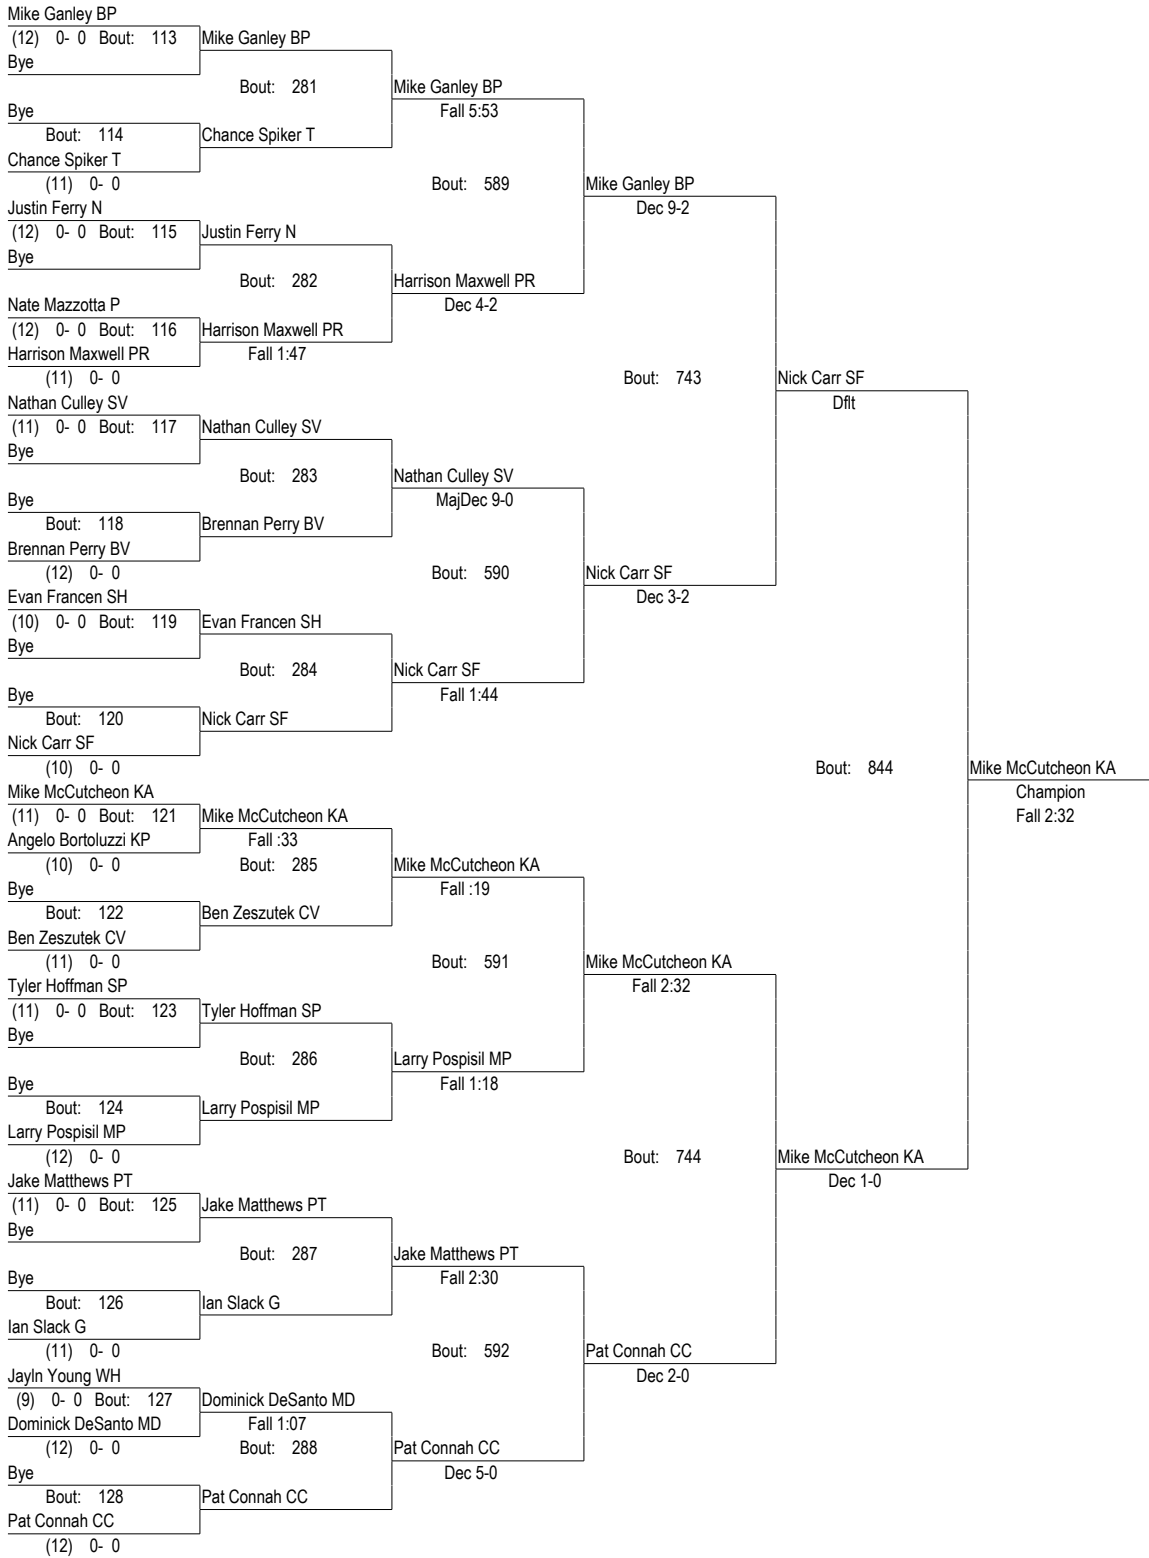 Mike Ganley BP
(12) 0- 0 Bout: 113 Mike Ganley BP
Bye
Bout: 281 Mike Ganley BP
Bye Fall 5:53
Bout: 114 Chance Spiker T
Chance Spiker T
(11) 0- 0 Bout: 589 Mike Ganley BP
Justin Ferry N Dec 9-2
(12) 0- 0 Bout: 115 Justin Ferry N
Bye
Bout: 282 Harrison Maxwell PR
Nate Mazzotta P Dec 4-2
(12) 0- 0 Bout: 116 Harrison Maxwell PR
Harrison Maxwell PR Fall 1:47
(11) 0- 0 Bout: 743 Nick Carr SF
Nathan Culley SV Dflt
(11) 0- 0 Bout: 117 Nathan Culley SV
Bye
Bout: 283 Nathan Culley SV
Bye MajDec 9-0
Bout: 118 Brennan Perry BV
Brennan Perry BV
(12) 0- 0 Bout: 590 Nick Carr SF
Evan Francen SH Dec 3-2
(10) 0- 0 Bout: 119 Evan Francen SH
Bye
Bout: 284 Nick Carr SF
Bye Fall 1:44
Bout: 120 Nick Carr SF
Nick Carr SF
(10) 0- 0 Bout: 844 Mike McCutcheon KA
Mike McCutcheon KA Champion
(11) 0- 0 Bout: 121 Mike McCutcheon KA Fall 2:32
Angelo Bortoluzzi KP Fall :33
(10) 0- 0 Bout: 285 Mike McCutcheon KA
Bye Fall :19
Bout: 122 Ben Zeszutek CV
Ben Zeszutek CV
(11) 0- 0 Bout: 591 Mike McCutcheon KA
Tyler Hoffman SP Fall 2:32
(11) 0- 0 Bout: 123 Tyler Hoffman SP
Bye
Bout: 286 Larry Pospisil MP
Bye Fall 1:18
Bout: 124 Larry Pospisil MP
Larry Pospisil MP
(12) 0- 0 Bout: 744 Mike McCutcheon KA
Jake Matthews PT Dec 1-0
(11) 0- 0 Bout: 125 Jake Matthews PT
Bye
Bout: 287 Jake Matthews PT
Bye Fall 2:30
Bout: 126 Ian Slack G
Ian Slack G
(11) 0- 0 Bout: 592 Pat Connah CC
Jayln Young WH Dec 2-0
(9) 0- 0 Bout: 127 Dominick DeSanto MD
Dominick DeSanto MD Fall 1:07
(12) 0- 0 Bout: 288 Pat Connah CC
Bye Dec 5-0
Bout: 128 Pat Connah CC
Pat Connah CC
(12) 0- 0